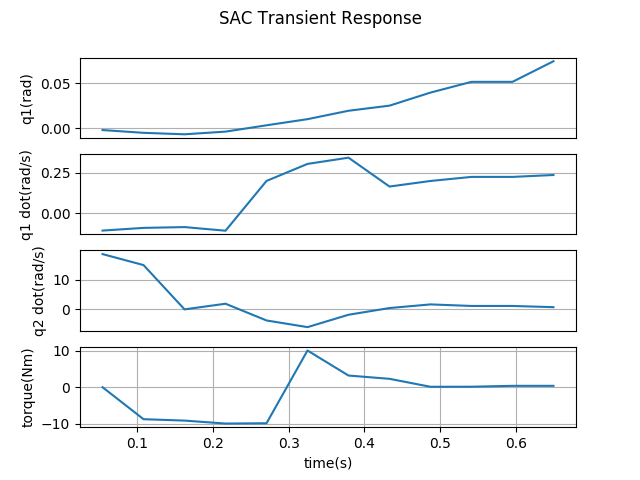 SAC Transient Response
q1(rad)
0.05
0.00
q1 dot(rad/s)
0.25
0.00
q2 dot(rad/s)
10
0
torque(Nm)
10
0
−10
0.1 0.2 0.3 0.4 0.5 0.6
time(s)